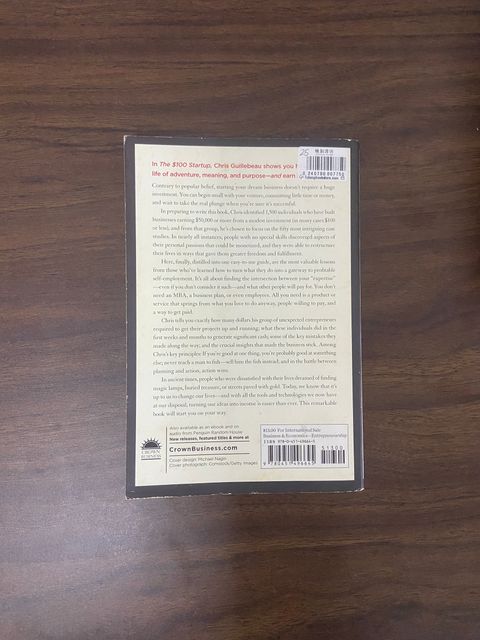 25
In The $100 Startup, Chris Guillebeau shows you
life of adventure, meaning, and purpose—and earn
Contrary to popular belief, starting your dream business doesn't require a huge
investment. You can begin small with your venture, committing little time or money,
and wait to take the real plunge when you're sure it's successful.
In preparing to write this book, Chris identified 1,500 individuals who have built
businesses earning $50,000 or more from a modest investment (in many cases $100
or less), and from that group, he's chosen to focus on the fifty most intriguing case
studies. In nearly all instances, people with no special skills discovered aspects of
their personal passions that could be monetized, and they were able to restructure
their lives in ways that gave them greater freedom and fulfillment.
Here, finally, distilled into one easy-to-use guide, are the most valuable lessons
from those who've learned how to turn what they do into a gateway to profitable
self-employment. It's all about finding the intersection between your "expertise"
—even if you don't consider it such—and what other people will pay for. You don't
need an MBA, a business plan, or even employees. All you need is a product or
service that springs from what you love to do anyway, people willing to pay, and
a way to get paid.
Chris tells you exactly how many dollars his group of unexpected entrepreneurs
required to get their projects up and running; what these individuals did in the
first weeks and months to generate significant cash; some of the key mistakes they
made along the way; and the crucial insights that made the business stick. Among
Chris's key principles: If you're good at one thing, you're probably good at something
else; never teach a man to fish—sell him the fish instead; and in the battle between
planning and action, action wins.
In ancient times, people who were dissatisfied with their lives dreamed of finding
magic lamps, buried treasure, or streets paved with gold. Today, we know that it's
up to us to change our lives—and with all the tools and technologies we now have
at our disposal, turning our ideas into income is easier than ever. This remarkable
book will start you on your way.
Also available as an ebook and on
audio from Penguin Random House
New releases, featured titles & more at
CrownBusiness.com
Cover design: Michael Nagin
Cover photograph: Comstock/Getty Images
CROWN
BUSINESS
$13.00 For International Sale
Business & Economics—Entrepreneurship
ISBN 978-0-451-49666-5
51300
9 780451 496665